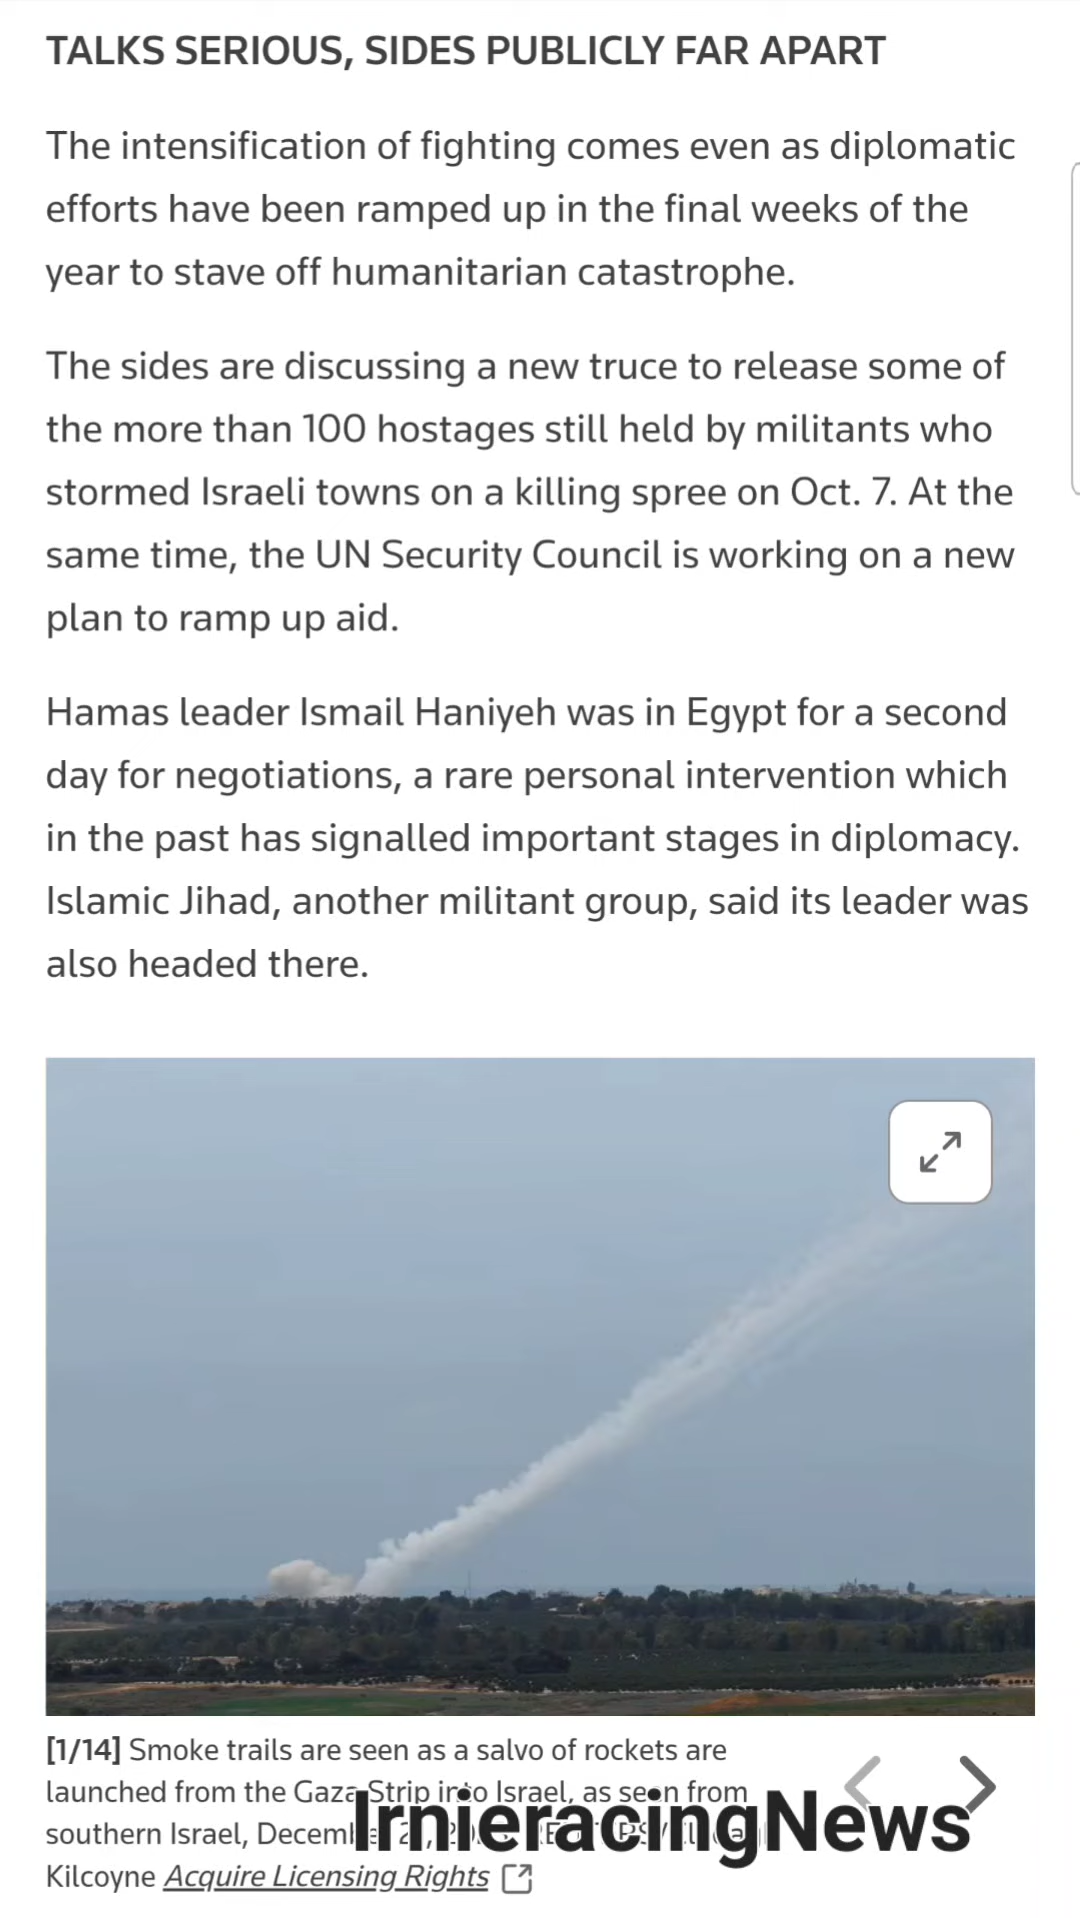 TALKS SERIOUS, SIDES PUBLICLY FAR APART
The intensification of fighting comes even as diplomatic
efforts have been ramped up in the final weeks of the
year to stave off humanitarian catastrophe.
The sides are discussing a new truce to release some of
the more than 100 hostages still held by militants who
stormed Israeli towns on a killing spree on Oct. 7. At the
same time, the UN Security Council is working on a new
plan to ramp up aid.
Hamas leader Ismail Haniyeh was in Egypt for a second
day for negotiations, a rare personal intervention which
in the past has signalled important stages in diplomacy.
Islamic Jihad, another militant group, said its leader was
also headed there.
[1/14] Smoke trails are seen as a salvo of rockets are
launched from the Gaza Strip into Israel, as seen from
southern Israel,
IrnieracingNews
Kilcoyne Acquire Licensing Rights